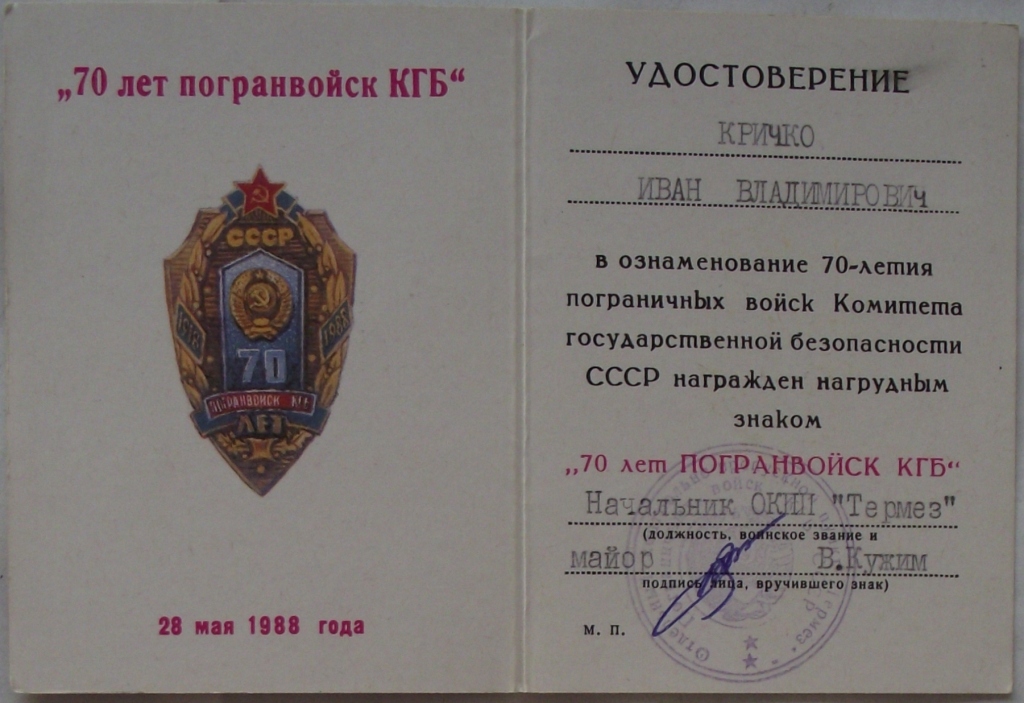 „70 лет погранвойск КГБ“
СССР
1918 1988
70
ПОГРАНВОЙСК КГБ
ЛЕТ
28 мая 1988 года
УДОСТОВЕРЕНИЕ
КРИЧКО
ИВАН ВЛАДИМИРОВИЧ
в ознаменование 70-летия
пограничных войск Комитета
государственной безопасности
СССР награжден нагрудным
знаком
„70 лет ПОГРАНВОЙСК КГБ“
Начальник ОКПП "Термез"
(должность, воинское звание и
майор В.Кужим
подпись лица, вручившего знак)
м. п.
войск
Термез"